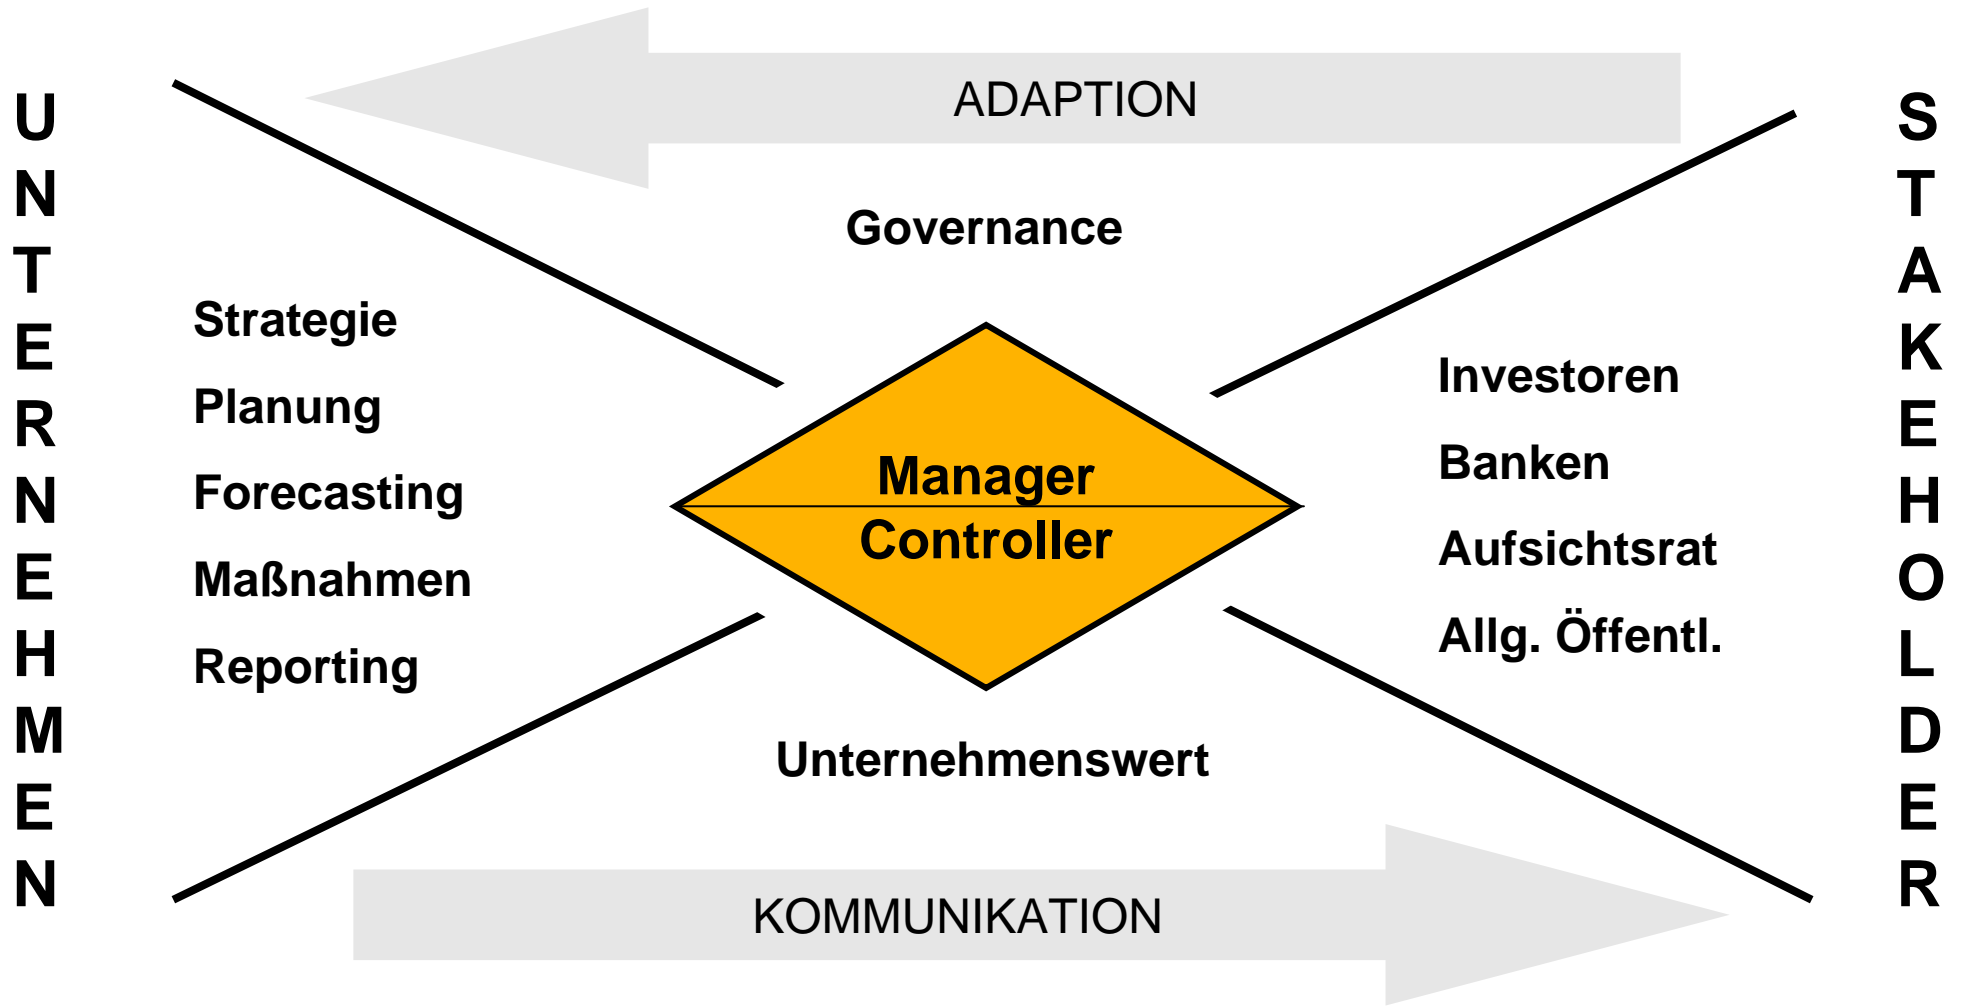 ADAPTION
UNTERNEHMEN
STAKEHOLDER
Governance
Strategie
Planung
Forecasting
Maßnahmen
Reporting
Manager
Controller
Investoren
Banken
Aufsichtsrat
Allg. Öffentl.
Unternehmenswert
KOMMUNIKATION